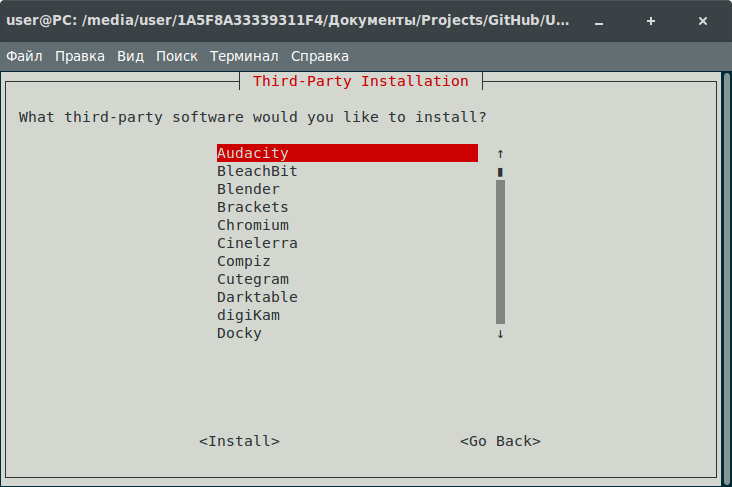 user@PC: /media/user/1A5F8A33339311F4/Документы/Projects/GitHub/U...
Файл Правка Вид Поиск Терминал Справка
Third-Party Installation
What third-party software would you like to install?
Audacity ↑
BleachBit
Blender
Brackets
Chromium
Cinelerra
Compiz
Cutegram
Darktable
digiKam
Docky ↓
<Install> <Go Back>